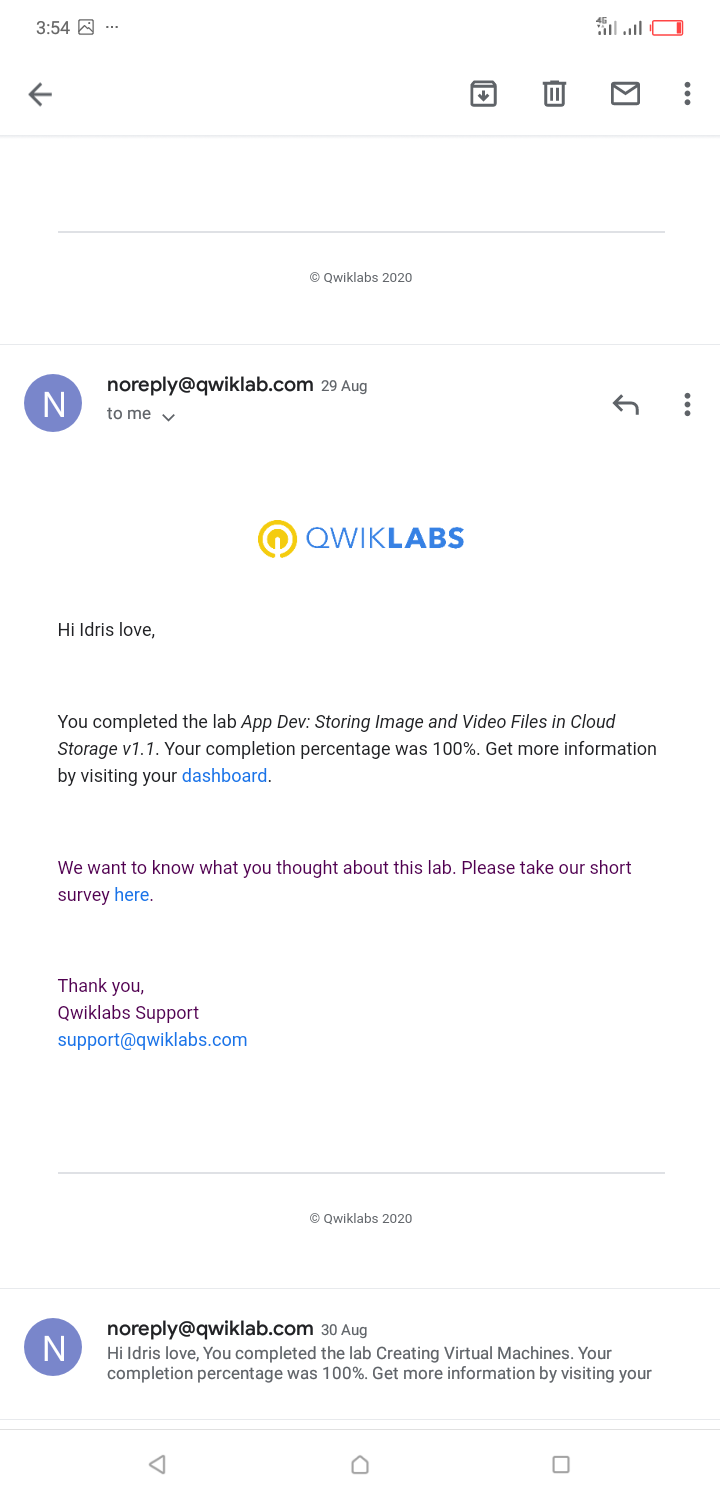 3:54
4G
© Qwiklabs 2020
N
noreply@qwiklab.com 29 Aug
to me
QWIKLABS
Hi Idris love,
You completed the lab App Dev: Storing Image and Video Files in Cloud
Storage v1.1. Your completion percentage was 100%. Get more information
by visiting your dashboard.
We want to know what you thought about this lab. Please take our short
survey here.
Thank you,
Qwiklabs Support
support@qwiklabs.com
© Qwiklabs 2020
N
noreply@qwiklab.com 30 Aug
Hi Idris love, You completed the lab Creating Virtual Machines. Your
completion percentage was 100%. Get more information by visiting your